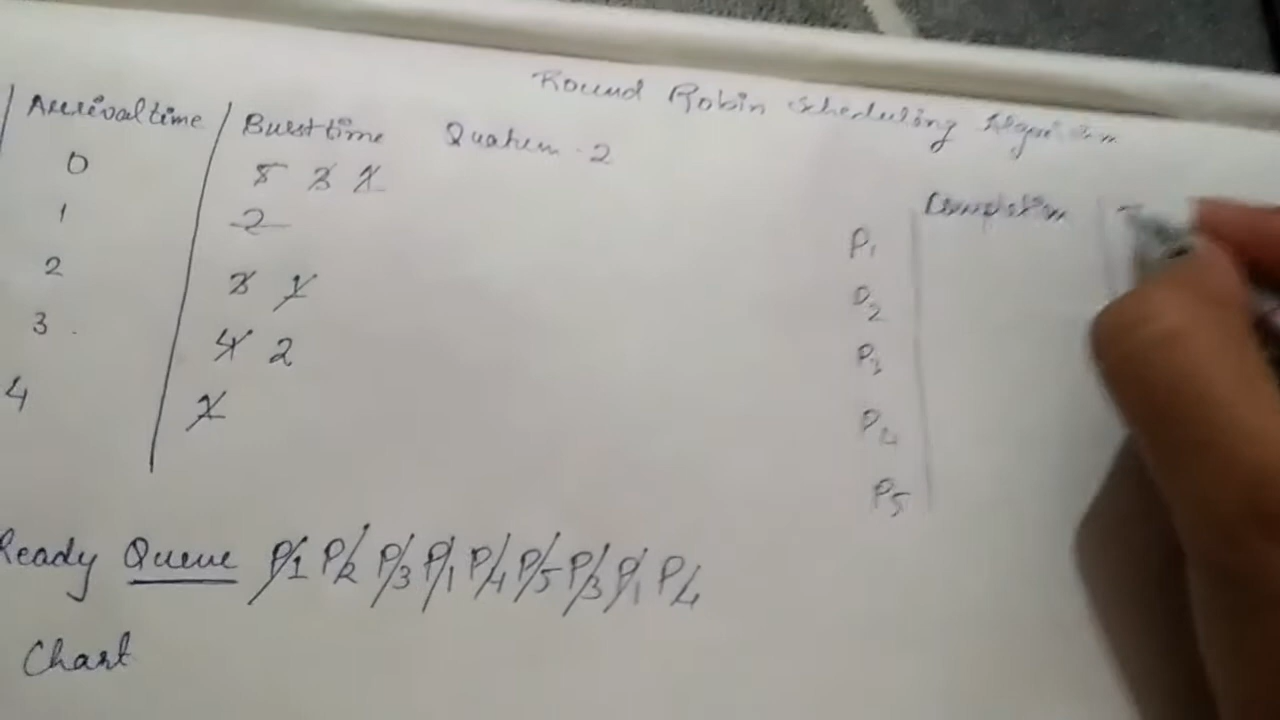 Round Robin Scheduling Algorithm
Arrival time Burst time Quatum - 2
0 5 3 1
1 2
2 3 1
3 4 2
4 1
Completion
P1
P2
P3
P4
P5
Ready Queue P1 P2 P3 P1 P4 P5 P3 P1 P4
Chart